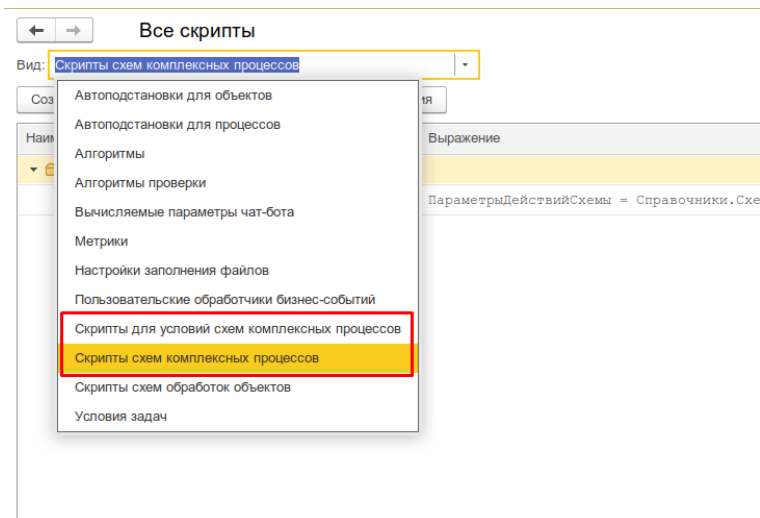 Все скрипты
Вид: Скрипты схем комплексных процессов
Автоподстановки для объектов
Автоподстановки для процессов
Алгоритмы
Алгоритмы проверки
Вычисляемые параметры чат-бота
Метрики
Настройки заполнения файлов
Пользовательские обработчики бизнес-событий
Скрипты для условий схем комплексных процессов
Скрипты схем комплексных процессов
Скрипты схем обработок объектов
Условия задач
Выражение
ПараметрыДействийСхемы = Справочники.Схе